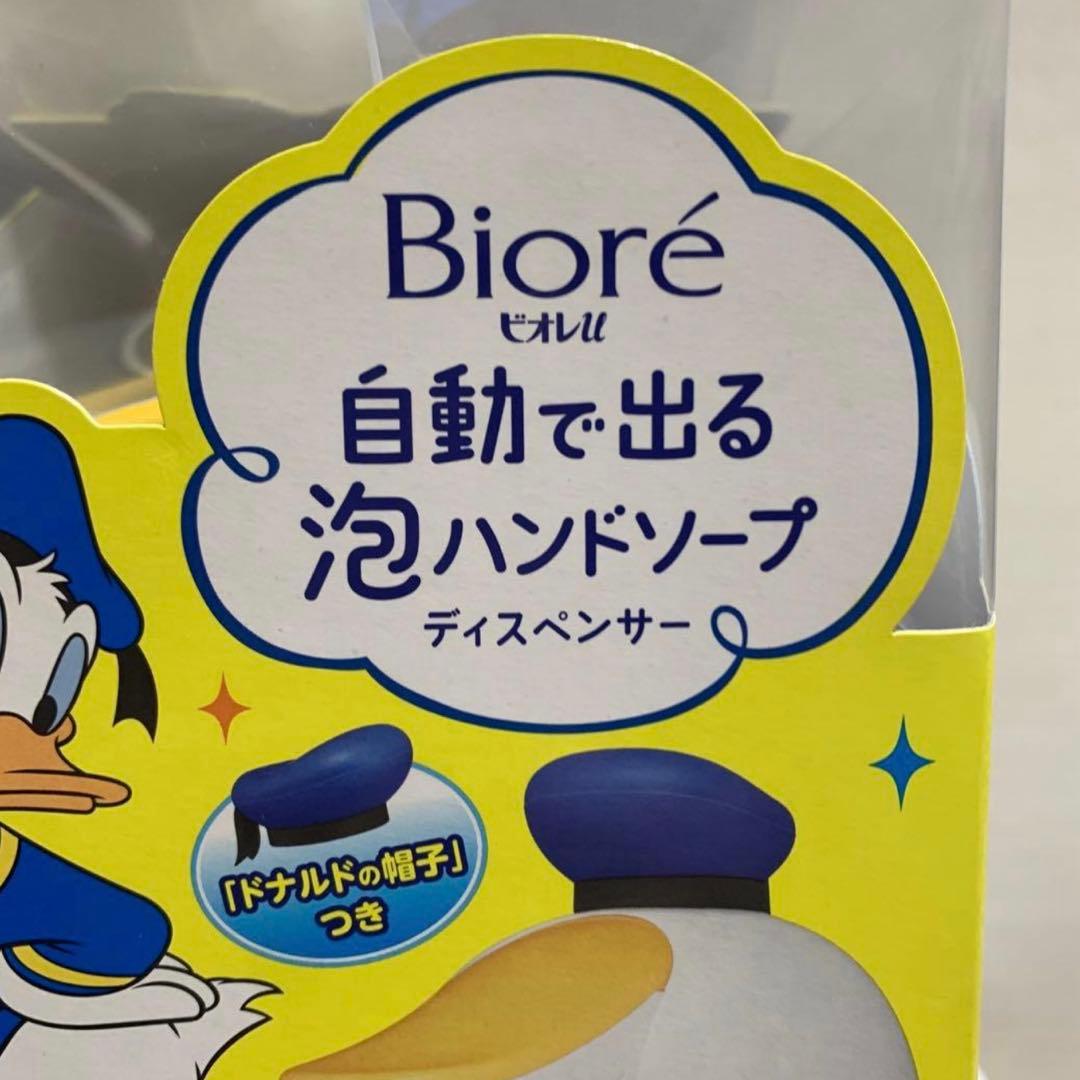 Bioré
ビオレu
自動で出る
泡ハンドソープ
ディスペンサー
「ドナルドの帽子」
つき